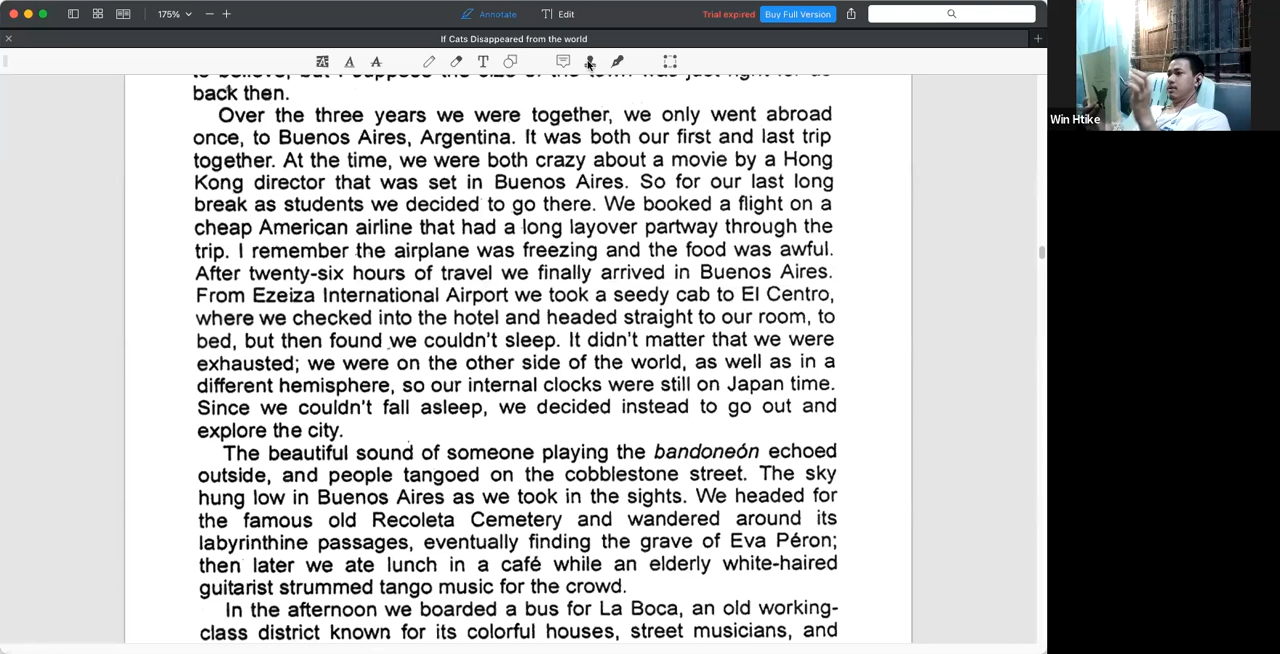 175%
Annotate
Edit
Trial expired
Buy Full Version
If Cats Disappeared from the world
to believe, but I suppose the size of the town was just right for us
back then.
Over the three years we were together, we only went abroad
once, to Buenos Aires, Argentina. It was both our first and last trip
together. At the time, we were both crazy about a movie by a Hong
Kong director that was set in Buenos Aires. So for our last long
break as students we decided to go there. We booked a flight on a
cheap American airline that had a long layover partway through the
trip. I remember the airplane was freezing and the food was awful.
After twenty-six hours of travel we finally arrived in Buenos Aires.
From Ezeiza International Airport we took a seedy cab to El Centro,
where we checked into the hotel and headed straight to our room, to
bed, but then found we couldn't sleep. It didn't matter that we were
exhausted; we were on the other side of the world, as well as in a
different hemisphere, so our internal clocks were still on Japan time.
Since we couldn't fall asleep, we decided instead to go out and
explore the city.
The beautiful sound of someone playing the bandoneón echoed
outside, and people tangoed on the cobblestone street. The sky
hung low in Buenos Aires as we took in the sights. We headed for
the famous old Recoleta Cemetery and wandered around its
labyrinthine passages, eventually finding the grave of Eva Péron;
then later we ate lunch in a café while an elderly white-haired
guitarist strummed tango music for the crowd.
In the afternoon we boarded a bus for La Boca, an old working-
class district known for its colorful houses, street musicians, and
Win Htike